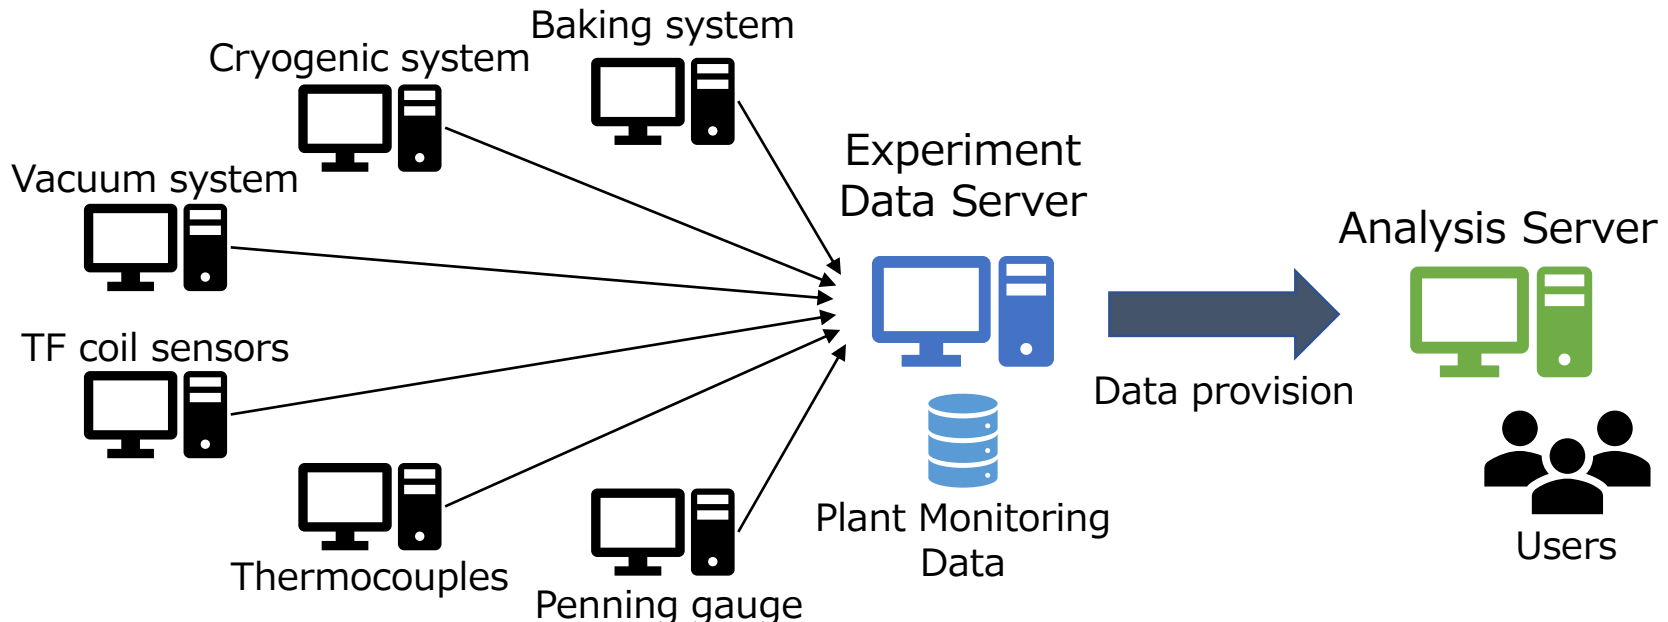 Baking system
Cryogenic system
Vacuum system
TF coil sensors
Thermocouples
Penning gauge
Experiment
Data Server
Plant Monitoring
Data
Data provision
Analysis Server
Users